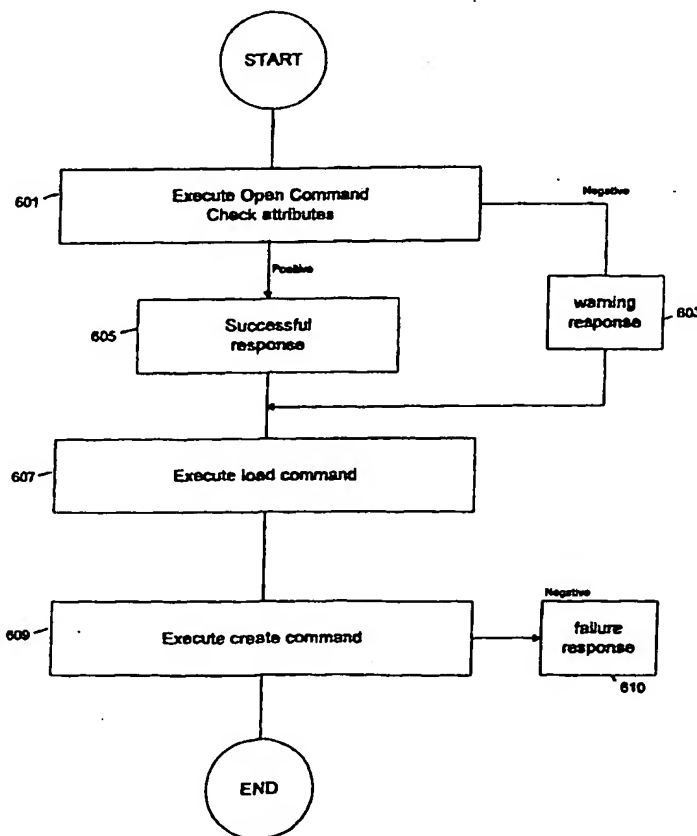 START
601
Execute Open Command
Check attributes
Negative
Positive
605
Successful
response
warning
response
603
607
Execute load command
609
Execute create command
Negative
failure
response
610
END